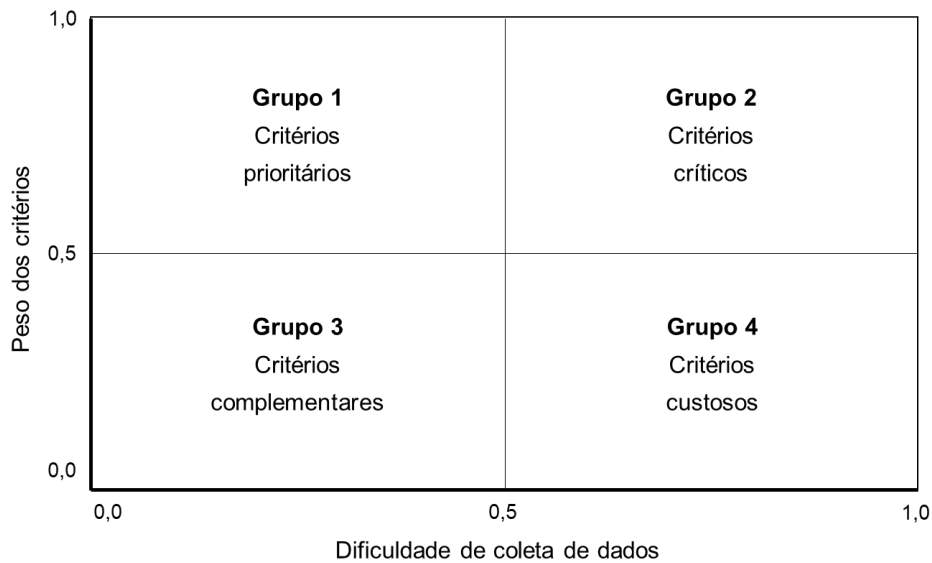 1,0
Grupo 1
Critérios
prioritários
Grupo 2
Critérios
críticos
Peso dos critérios
0,5
Grupo 3
Critérios
complementares
Grupo 4
Critérios
custosos
0,0
0,0
0,5
1,0
Dificuldade de coleta de dados